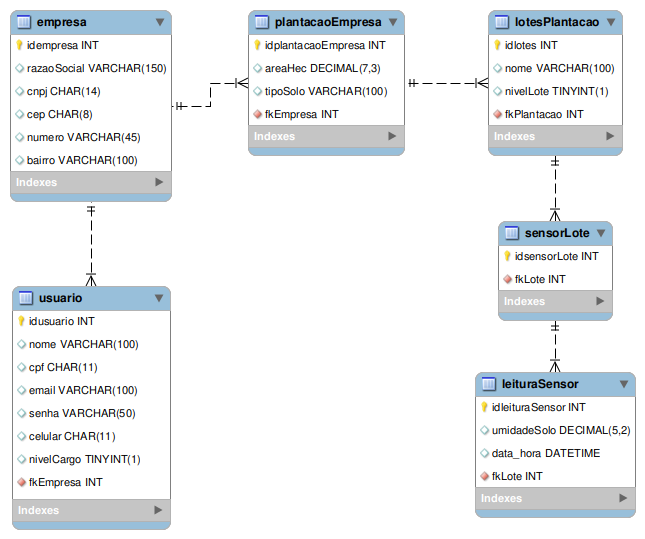 empresa
idempresa INT
razaoSocial VARCHAR(150)
cnpj CHAR(14)
cep CHAR(8)
numero VARCHAR(45)
bairro VARCHAR(100)
Indexes
plantacaoEmpresa
idplantacaoEmpresa INT
areaHec DECIMAL(7,3)
tipoSolo VARCHAR(100)
fkEmpresa INT
Indexes
lotesPlantacao
idlotes INT
nome VARCHAR(100)
nivelLote TINYINT(1)
fkPlantacao INT
Indexes
usuario
idusuario INT
nome VARCHAR(100)
cpf CHAR(11)
email VARCHAR(100)
senha VARCHAR(50)
celular CHAR(11)
nivelCargo TINYINT(1)
fkEmpresa INT
Indexes
sensorLote
idsensorLote INT
fkLote INT
Indexes
leituraSensor
idleituraSensor INT
umidadeSolo DECIMAL(5,2)
data_hora DATETIME
fkLote INT
Indexes